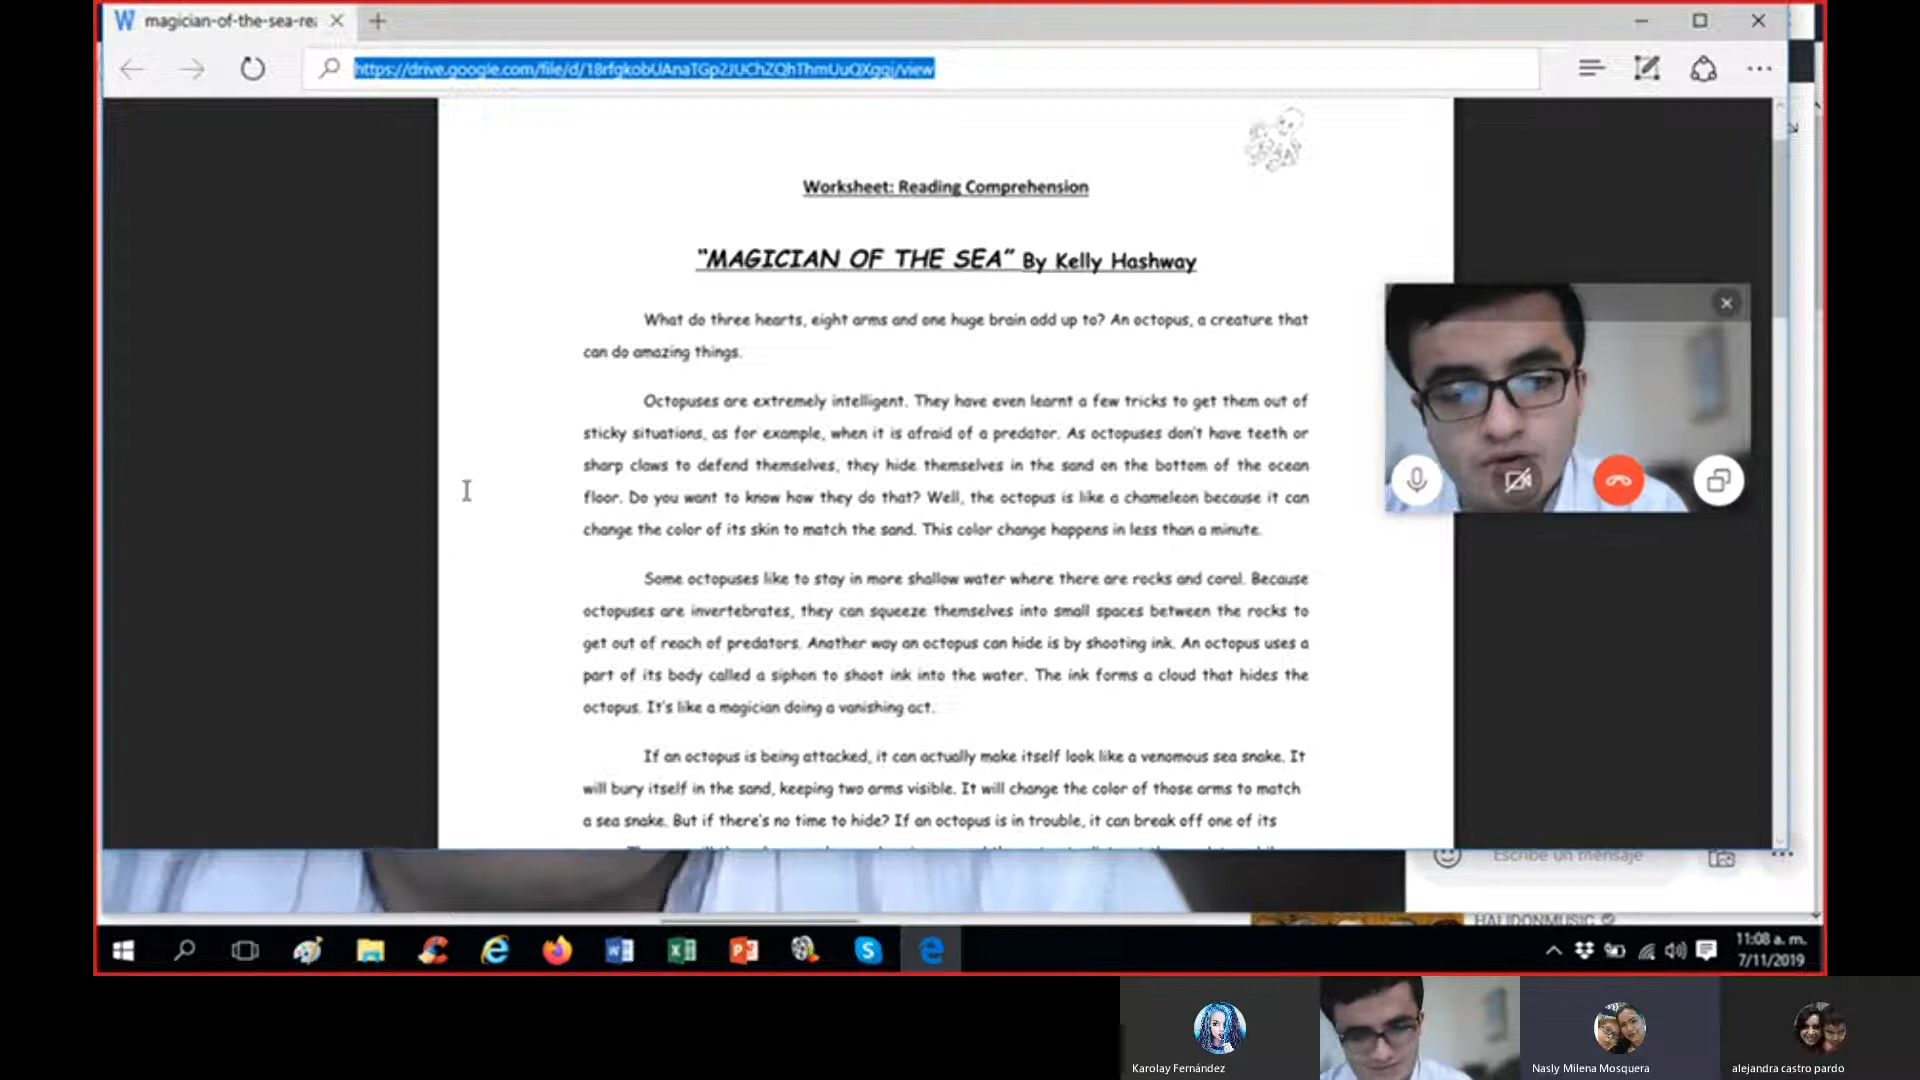 magician-of-the-sea-re
https://drive.google.com/file/d/18rfgkobUAnaTGp2JUChZQhThmUuQXgqj/view
Worksheet: Reading Comprehension
“MAGICIAN OF THE SEA” By Kelly Hashway
What do three hearts, eight arms and one huge brain add up to? An octopus, a creature that
can do amazing things.
Octopuses are extremely intelligent. They have even learnt a few tricks to get them out of
sticky situations, as for example, when it is afraid of a predator. As octopuses don't have teeth or
sharp claws to defend themselves, they hide themselves in the sand on the bottom of the ocean
floor. Do you want to know how they do that? Well, the octopus is like a chameleon because it can
change the color of its skin to match the sand. This color change happens in less than a minute.
Some octopuses like to stay in more shallow water where there are rocks and coral. Because
octopuses are invertebrates, they can squeeze themselves into small spaces between the rocks to
get out of reach of predators. Another way an octopus can hide is by shooting ink. An octopus uses a
part of its body called a siphon to shoot ink into the water. The ink forms a cloud that hides the
octopus. It's like a magician doing a vanishing act.
If an octopus is being attacked, it can actually make itself look like a venomous sea snake. It
will bury itself in the sand, keeping two arms visible. It will change the color of those arms to match
a sea snake. But if there's no time to hide? If an octopus is in trouble, it can break off one of its
Escribe un mensaje
HALIDONMUSIC
11:08 a. m.
7/11/2019
Karolay Fernández
Nasly Milena Mosquera
alejandra castro pardo